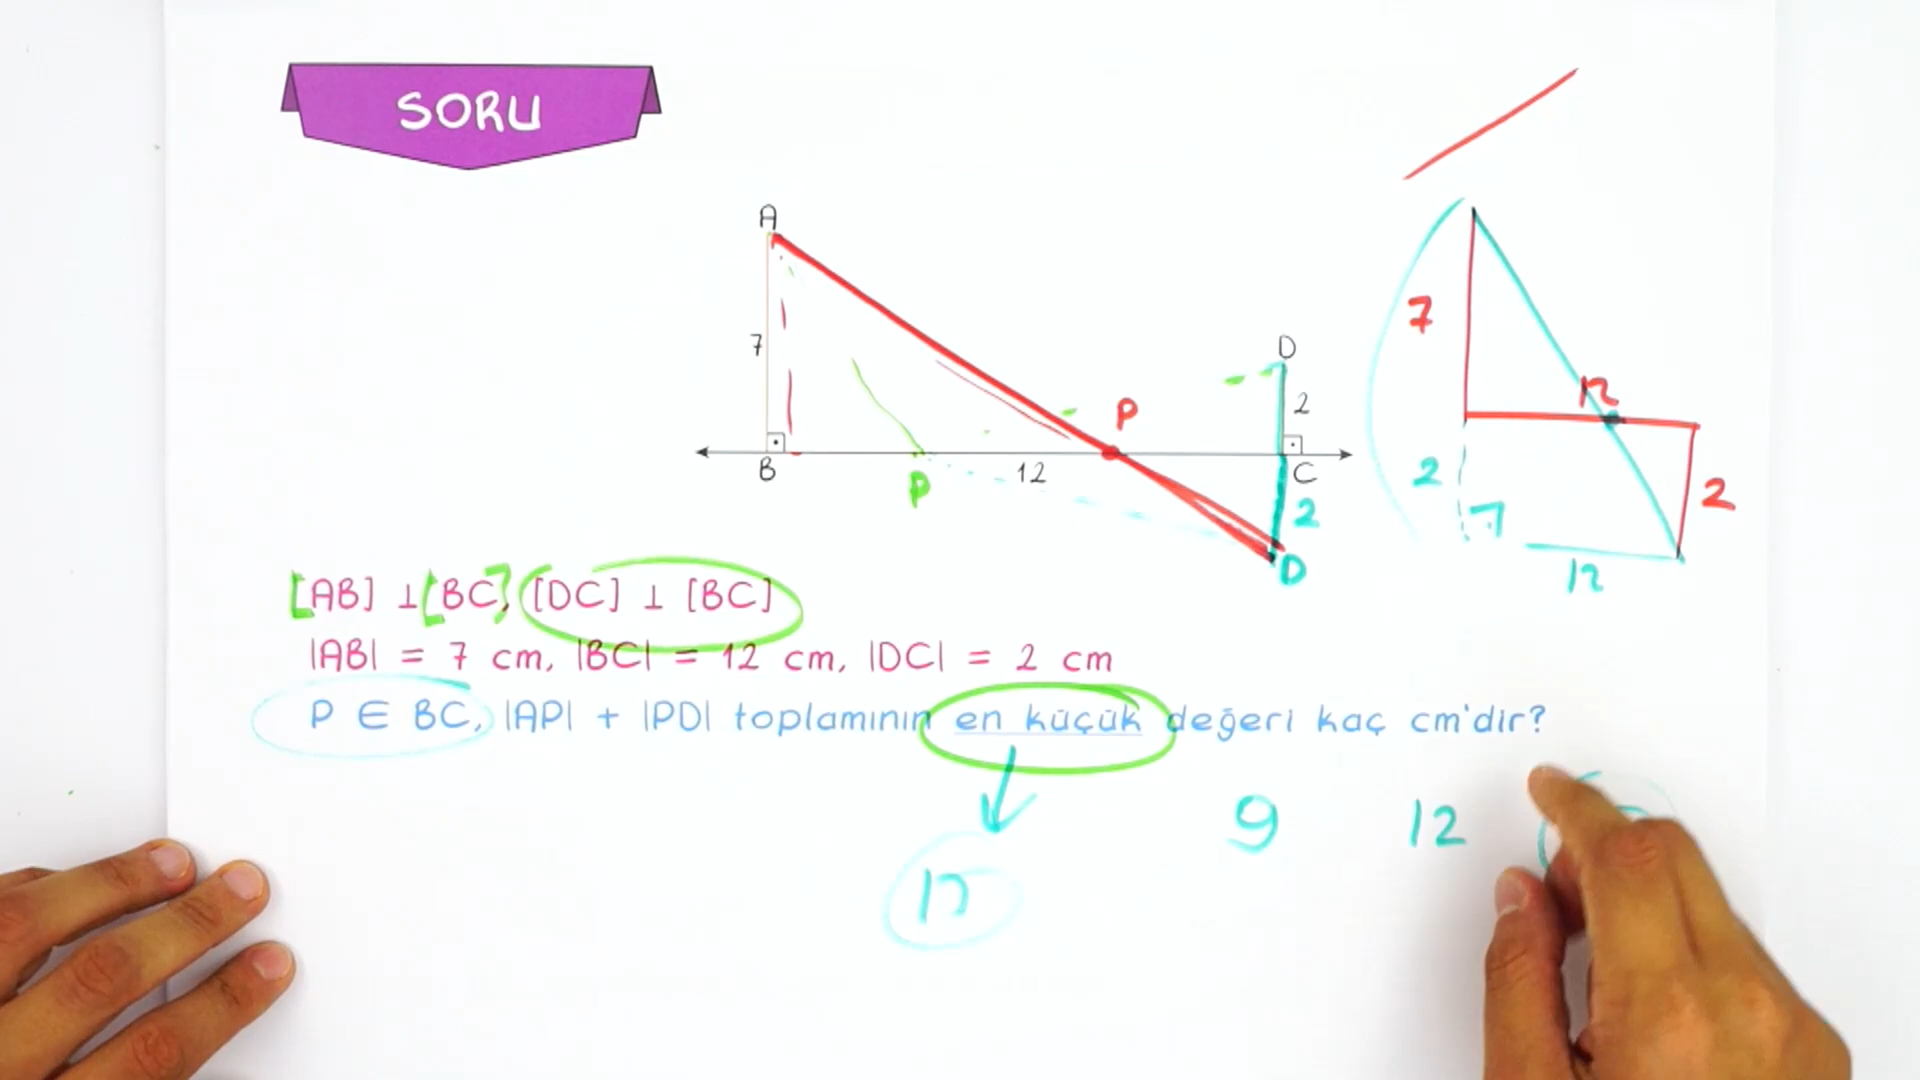 SORU
A
7
B
P
12
P
D
2
C
2
D
7
12
2
7
2
12
[AB] ⊥ [BC], [DC] ⊥ [BC]
|AB| = 7 cm, |BC| = 12 cm, |DC| = 2 cm
P ∈ BC, |AP| + |PD| toplamının en küçük değeri kaç cm'dir?
9 12